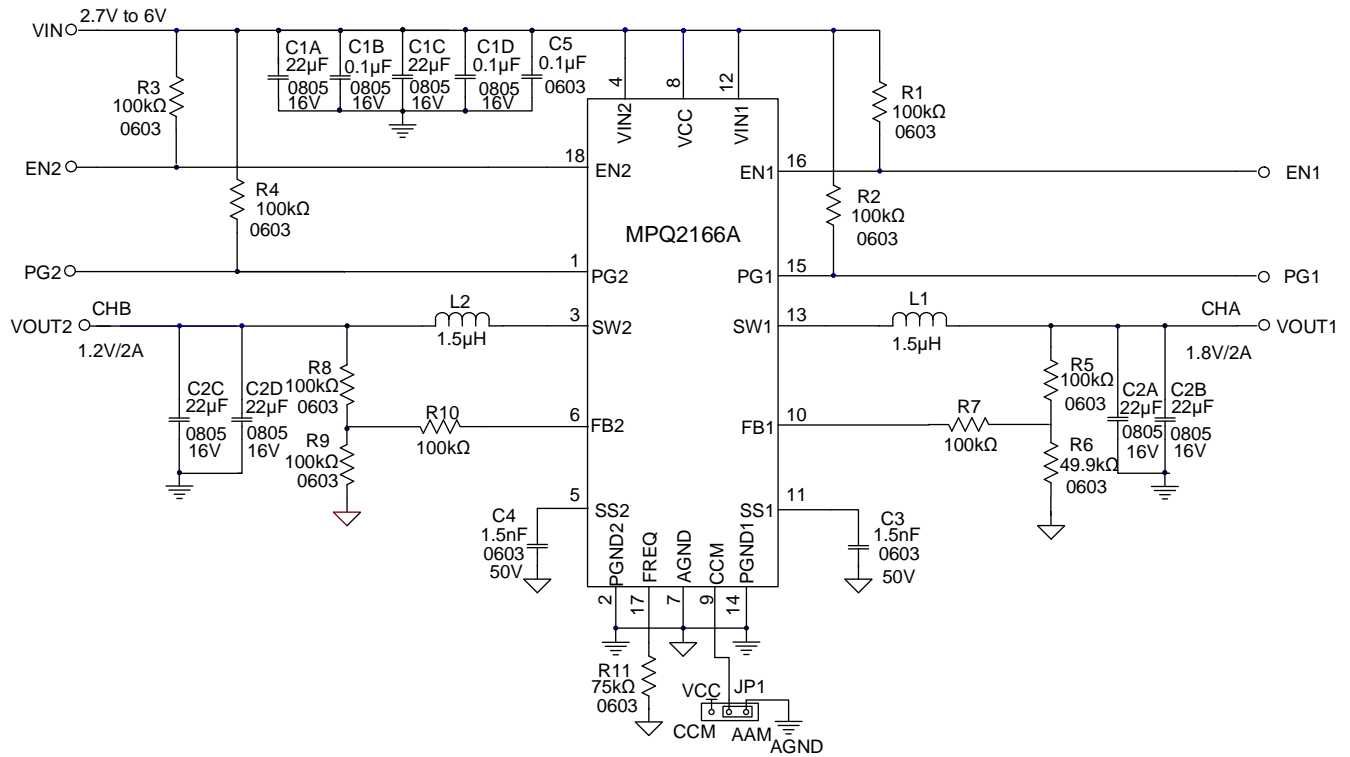 2.7V to 6V
VIN
R3
100kΩ
0603
C1A
22µF
0805
16V
C1B
0.1µF
0805
16V
C1C
22µF
0805
16V
C1D
0.1µF
0805
16V
C5
0.1µF
0603
4
8
12
VIN2
VCC
VIN1
R1
100kΩ
0603
EN2
18
EN2
EN1
16
EN1
R4
100kΩ
0603
R2
100kΩ
0603
MPQ2166A
PG2
1
PG2
PG1
15
PG1
CHB
VOUT2
1.2V/2A
L2
1.5µH
3
SW2
SW1
13
L1
1.5µH
CHA
VOUT1
1.8V/2A
C2C
22µF
0805
16V
C2D
22µF
0805
16V
R8
100kΩ
0603
R10
100kΩ
6
FB2
FB1
10
R7
100kΩ
R5
100kΩ
0603
C2A
22µF
0805
16V
C2B
22µF
0805
16V
R9
100kΩ
0603
R6
49.9kΩ
0603
5
SS2
SS1
11
C4
1.5nF
0603
50V
C3
1.5nF
0603
50V
PGND2
FREQ
AGND
CCM
PGND1
2
17
7
9
14
R11
75kΩ
0603
VCC
JP1
CCM
AAM
AGND